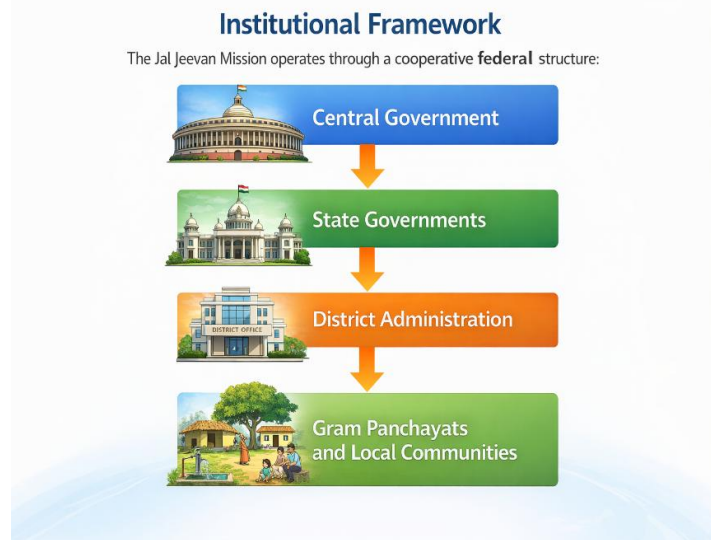 Institutional Framework
The Jal Jeevan Mission operates through a cooperative federal structure:
Central Government
State Governments
DISTRICT OFFICE
District Administration
Gram Panchayats
and Local Communities